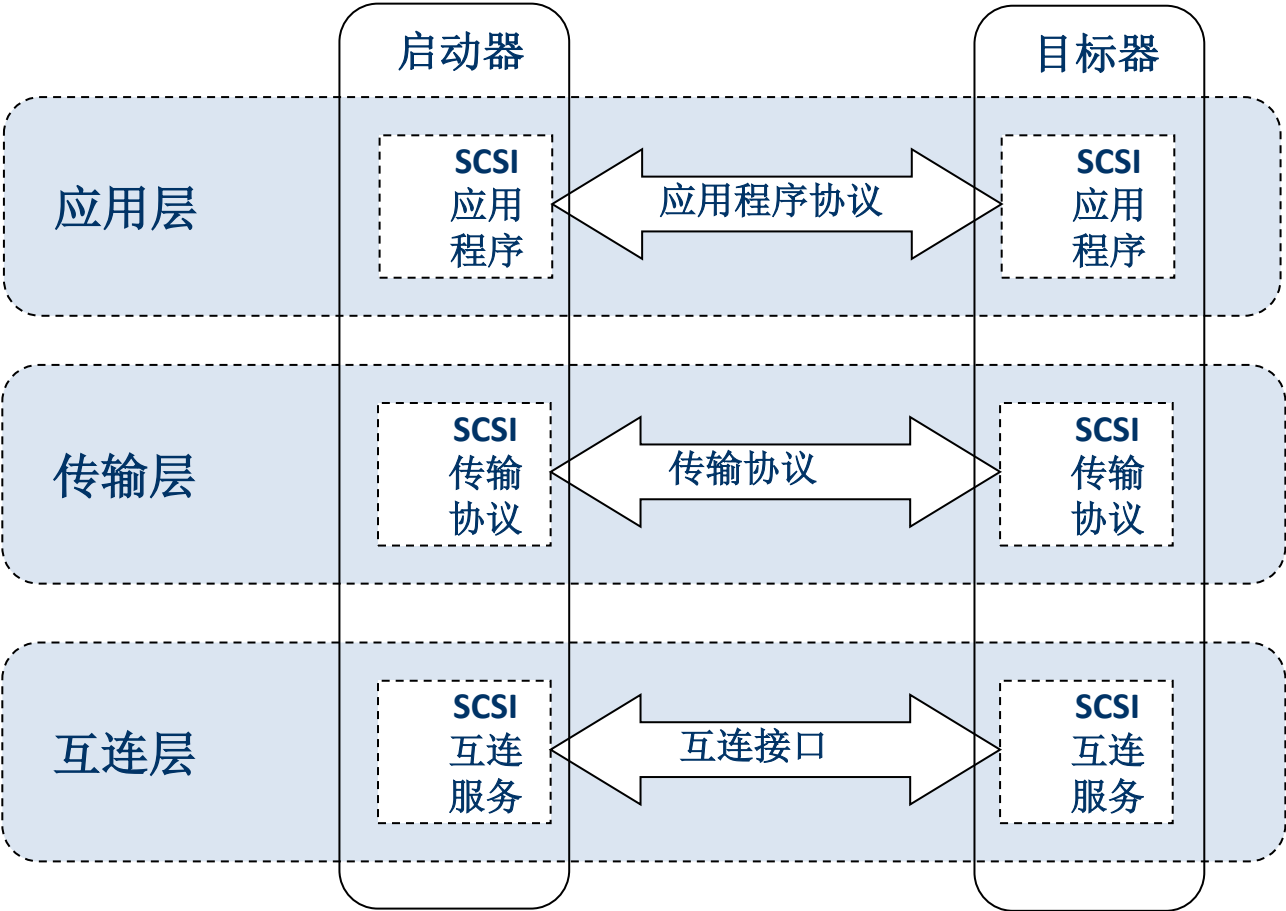 启动器
目标器
应用层
SCSI
应用
程序
应用程序协议
SCSI
应用
程序
传输层
SCSI
传输
协议
传输协议
SCSI
传输
协议
互连层
SCSI
互连
服务
互连接口
SCSI
互连
服务